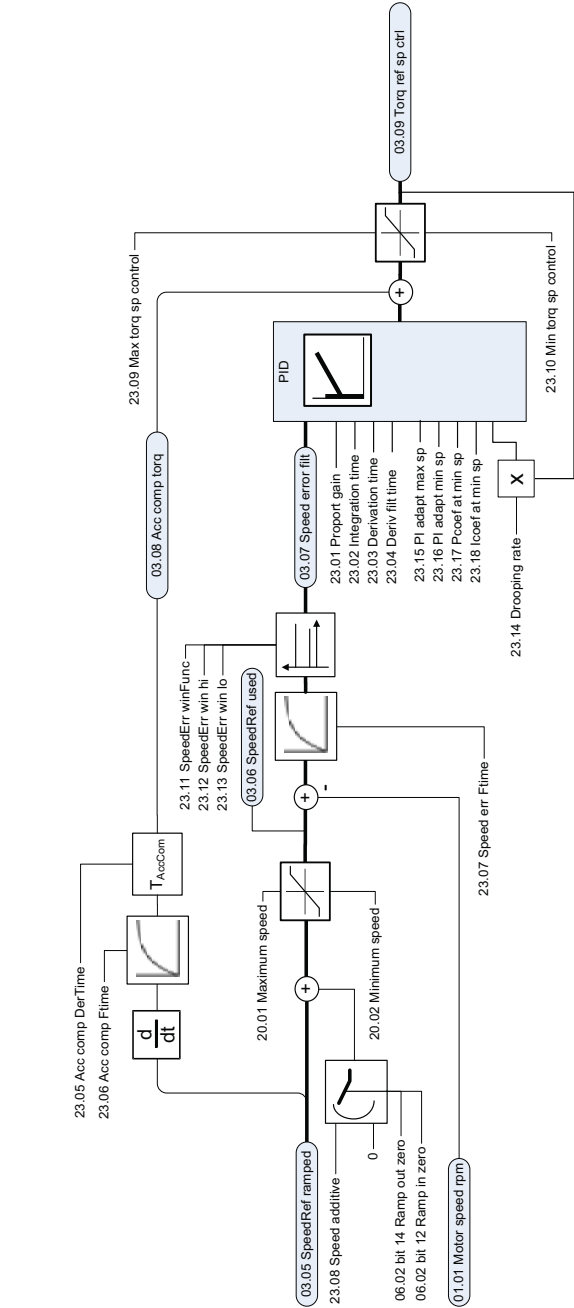 23.05 Acc comp DerTime
23.06 Acc comp Ftime
d
dt
TAccCom
03.08 Acc comp torq
23.09 Max torq sp control
03.05 SpeedRef ramped
23.08 Speed additive
0
06.02 bit 14 Ramp out zero
06.02 bit 12 Ramp in zero
01.01 Motor speed rpm
+
20.01 Maximum speed
20.02 Minimum speed
+
-
03.06 SpeedRef used
23.07 Speed err Ftime
23.11 SpeedErr winFunc
23.12 SpeedErr win hi
23.13 SpeedErr win lo
03.07 Speed error filt
23.01 Proport gain
23.02 Integration time
23.03 Derivation time
23.04 Deriv filt time
23.15 PI adapt max sp
23.16 PI adapt min sp
23.17 Pcoef at min sp
23.18 Icoef at min sp
23.14 Drooping rate
X
PID
+
23.10 Min torq sp control
03.09 Torq ref sp ctrl